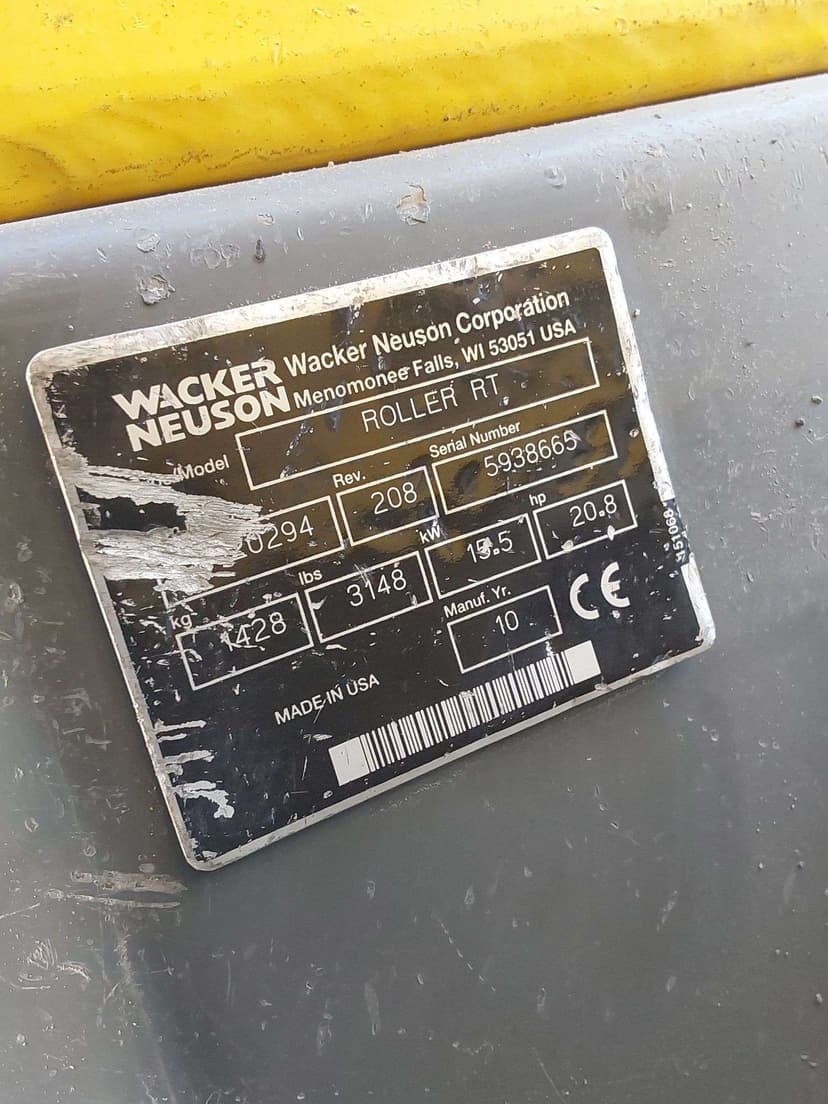 WACKER
NEUSON
Wacker Neuson Corporation
Menomonee Falls, WI 53051 USA
Model
ROLLER RT
Rev.
208
Serial Number
5938665
kg
1428
lbs
3148
kW
15.5
hp
20.8
Manuf. Yr.
10
CE
MADE IN USA